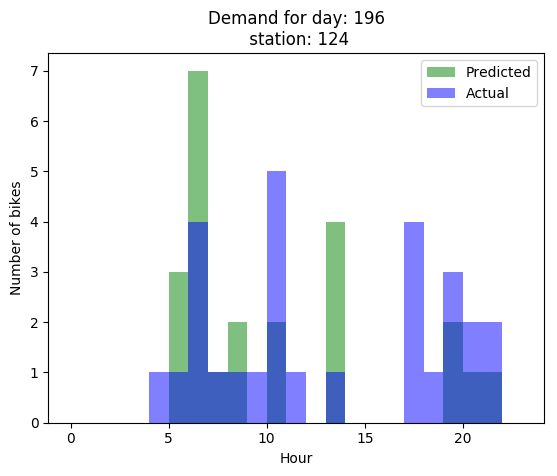 Demand for day: 196
station: 124
Predicted
Actual
Number of bikes
7
6
5
4
3
2
1
0
0 5 10 15 20
Hour